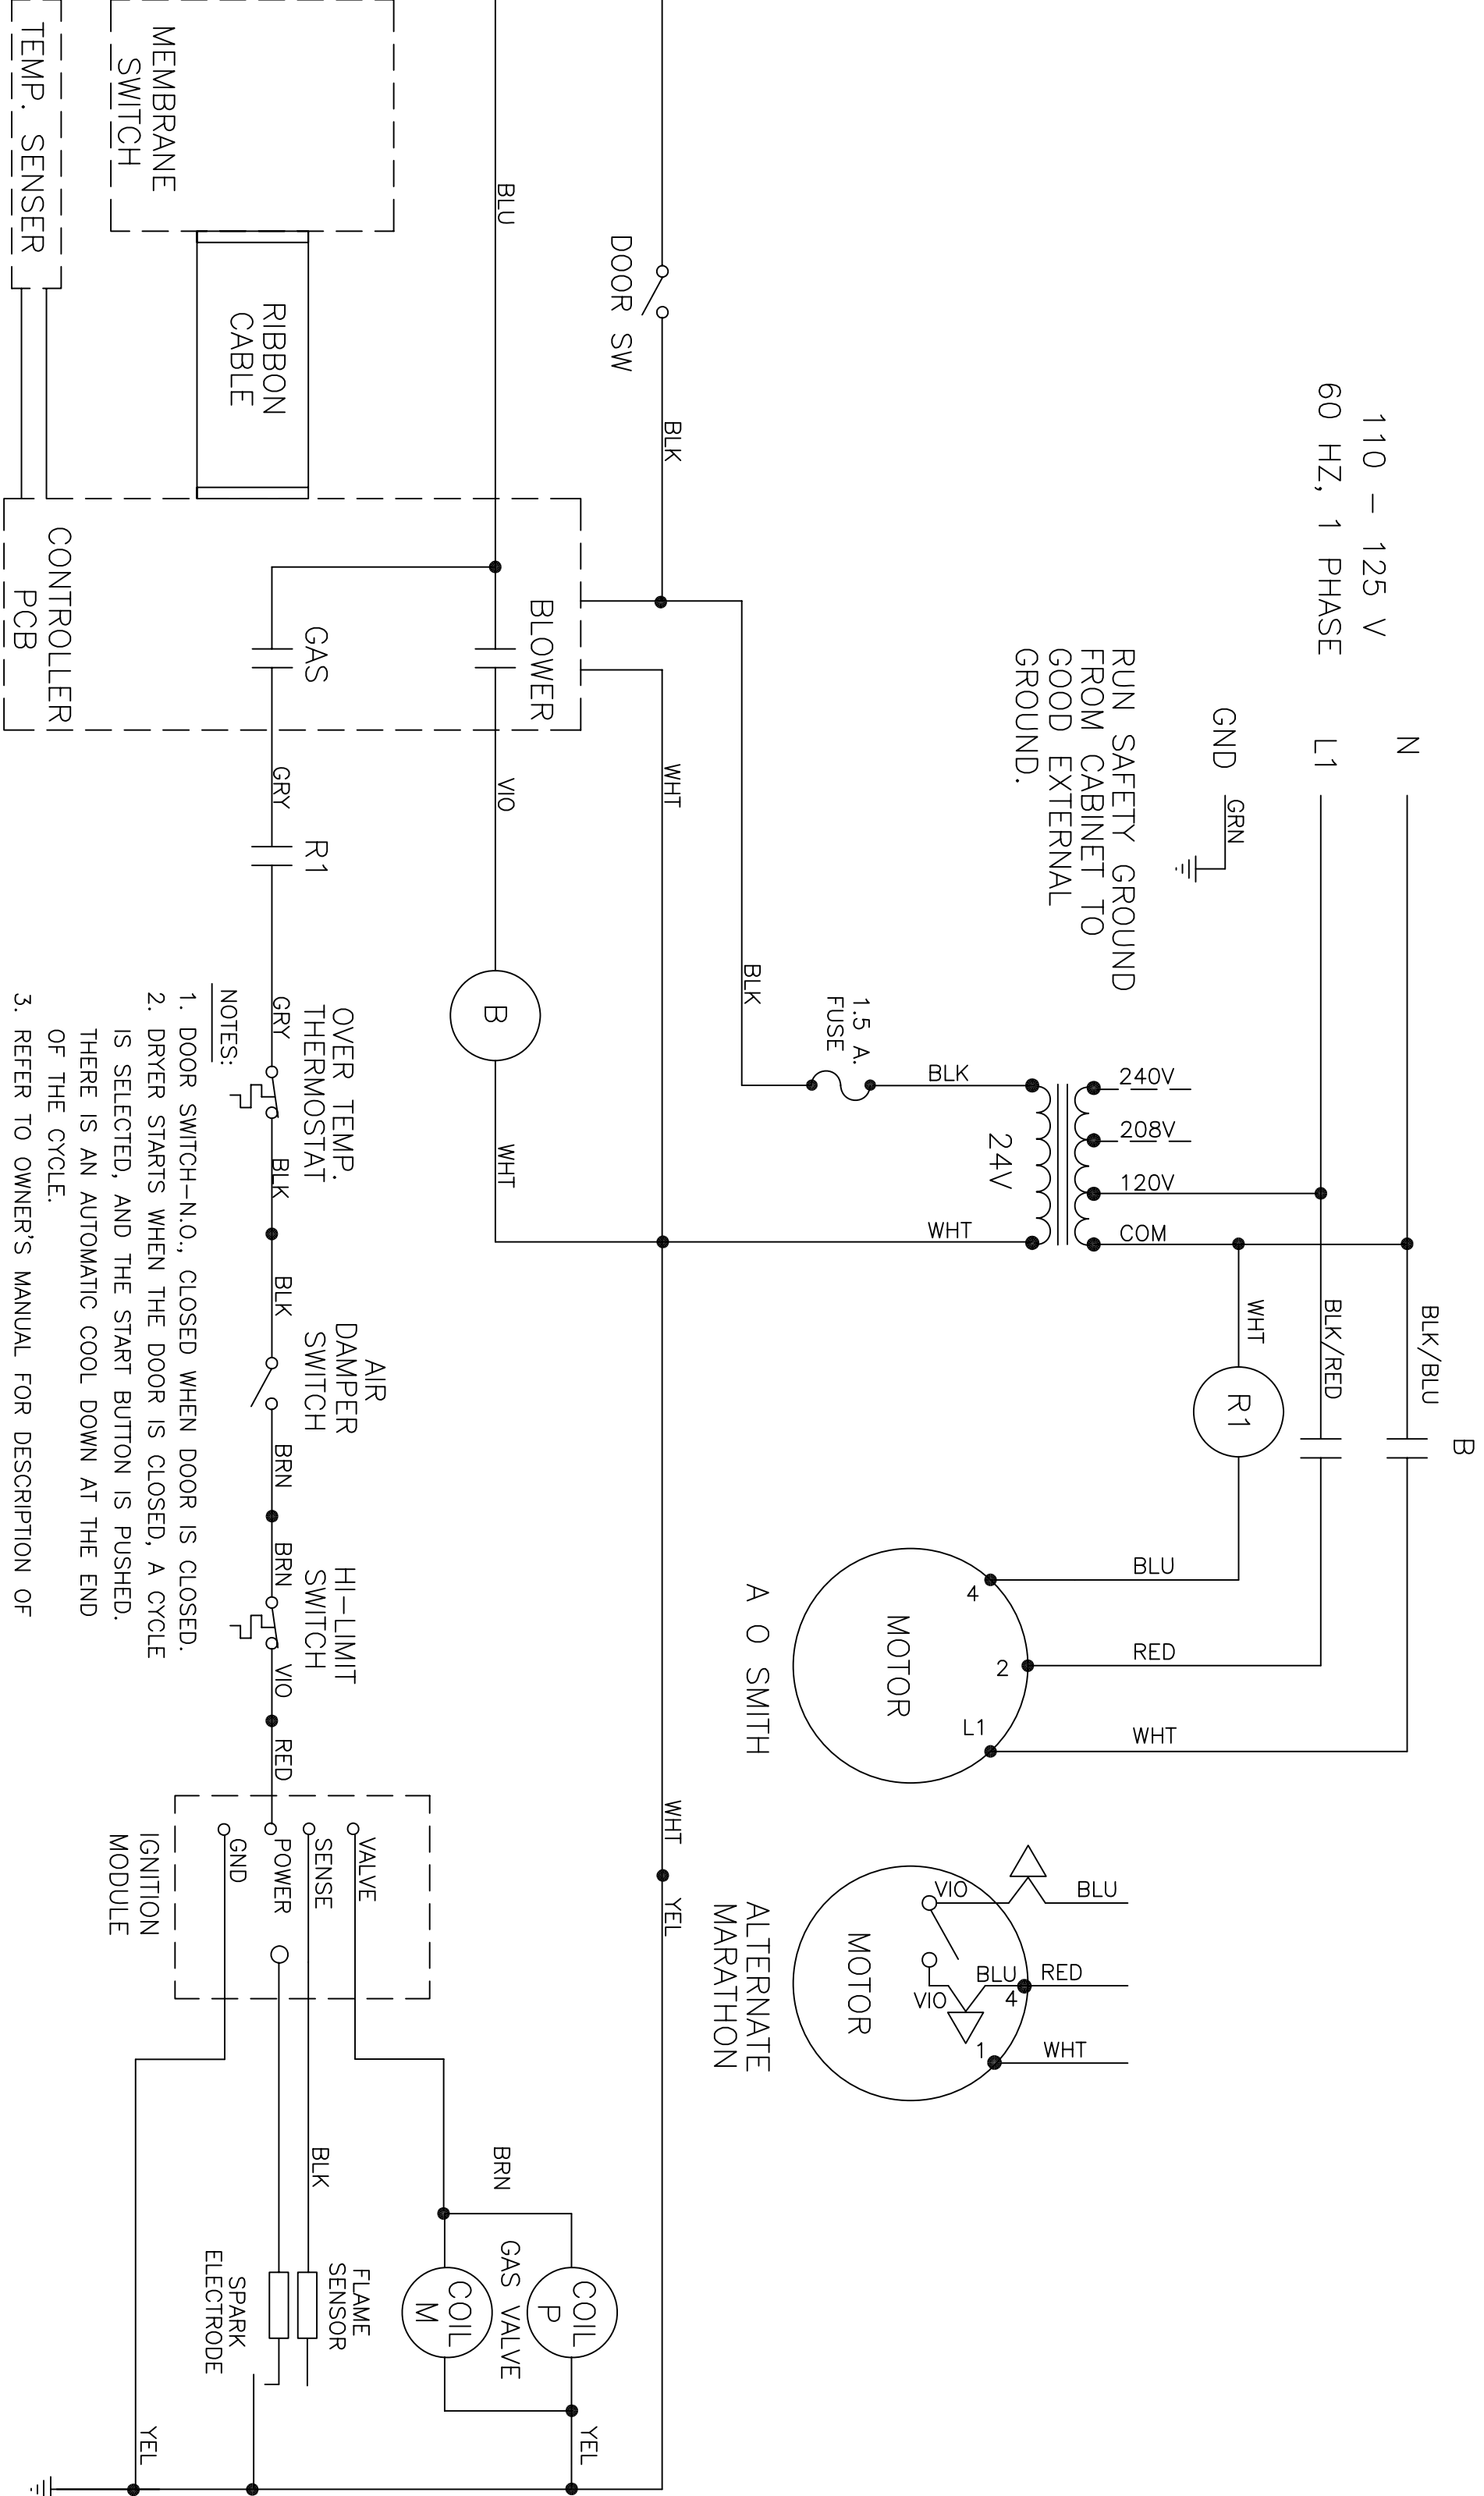 110 - 125 V
60 HZ, 1 PHASE
N
L1
GND
GRN
RUN SAFETY GROUND
FROM CABINET TO
GOOD EXTERNAL
GROUND.
BLK/BLU
B
BLK/RED
WHT
R1
240V
208V
120V
COM
24V
BLK
WHT
1.5 A.
FUSE
BLK
BLU
RED
WHT
4
2
L1
MOTOR
A O SMITH
BLU
RED
WHT
VIO
BLU
VIO
4
1
MOTOR
ALTERNATE
MARATHON
DOOR SW
BLK
WHT
WHT
YEL
BLU
BLOWER
VIO
B
WHT
MEMBRANE
SWITCH
RIBBON
CABLE
TEMP. SENSER
CONTROLLER
PCB
GAS
GRY
R1
GRY
OVER TEMP.
THERMOSTAT
BLK
BLK
AIR
DAMPER
SWITCH
BRN
BRN
HI-LIMIT
SWITCH
VIO
RED
VALVE
SENSE
POWER
GND
IGNITION
MODULE
BRN
BLK
COIL
P
GAS VALVE
COIL
M
FLAME
SENSOR
SPARK
ELECTRODE
YEL
YEL
NOTES:
1. DOOR SWITCH-N.O., CLOSED WHEN DOOR IS CLOSED.
2. DRYER STARTS WHEN THE DOOR IS CLOSED, A CYCLE
IS SELECTED, AND THE START BUTTON IS PUSHED.
THERE IS AN AUTOMATIC COOL DOWN AT THE END
OF THE CYCLE.
3. REFER TO OWNER'S MANUAL FOR DESCRIPTION OF